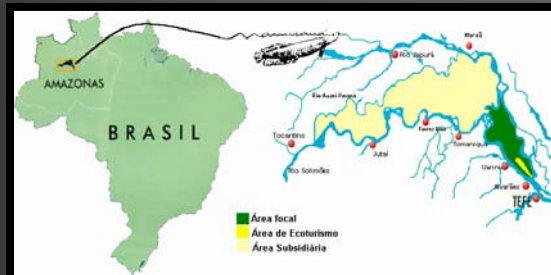 AMAZONAS
BRASIL
Maraã
Rio Japurá
Rio Auati-Paraná
Tocantins
Fonte Boa
Tamaniquá
Jutaí
Rio Solimões
Uarini
Alvarães
TEFÉ
Área focal
Área de Ecoturismo
Área Subsidiária